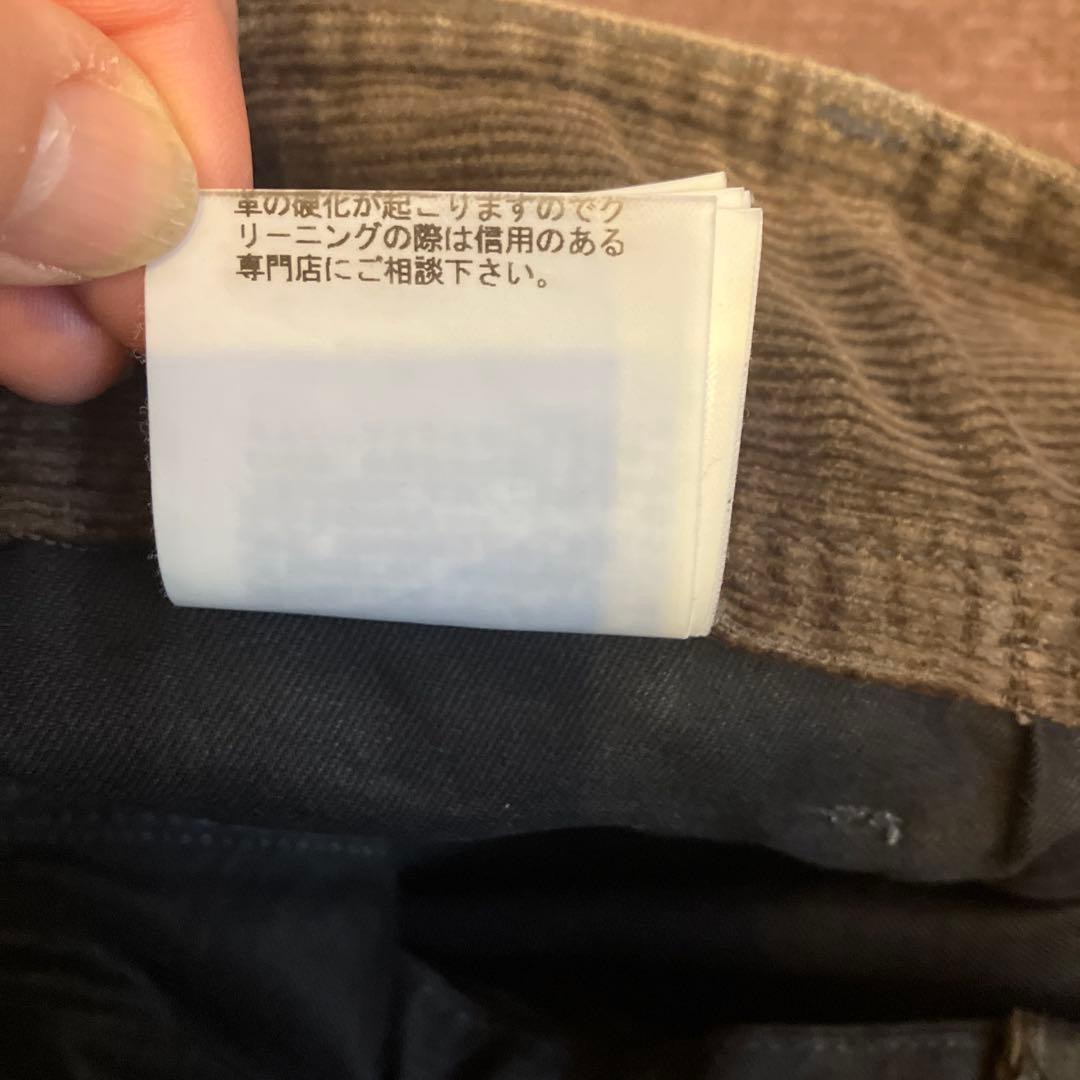 革の硬化が起こりますのでク
リーニングの際は信用のある
専門店にご相談下さい。